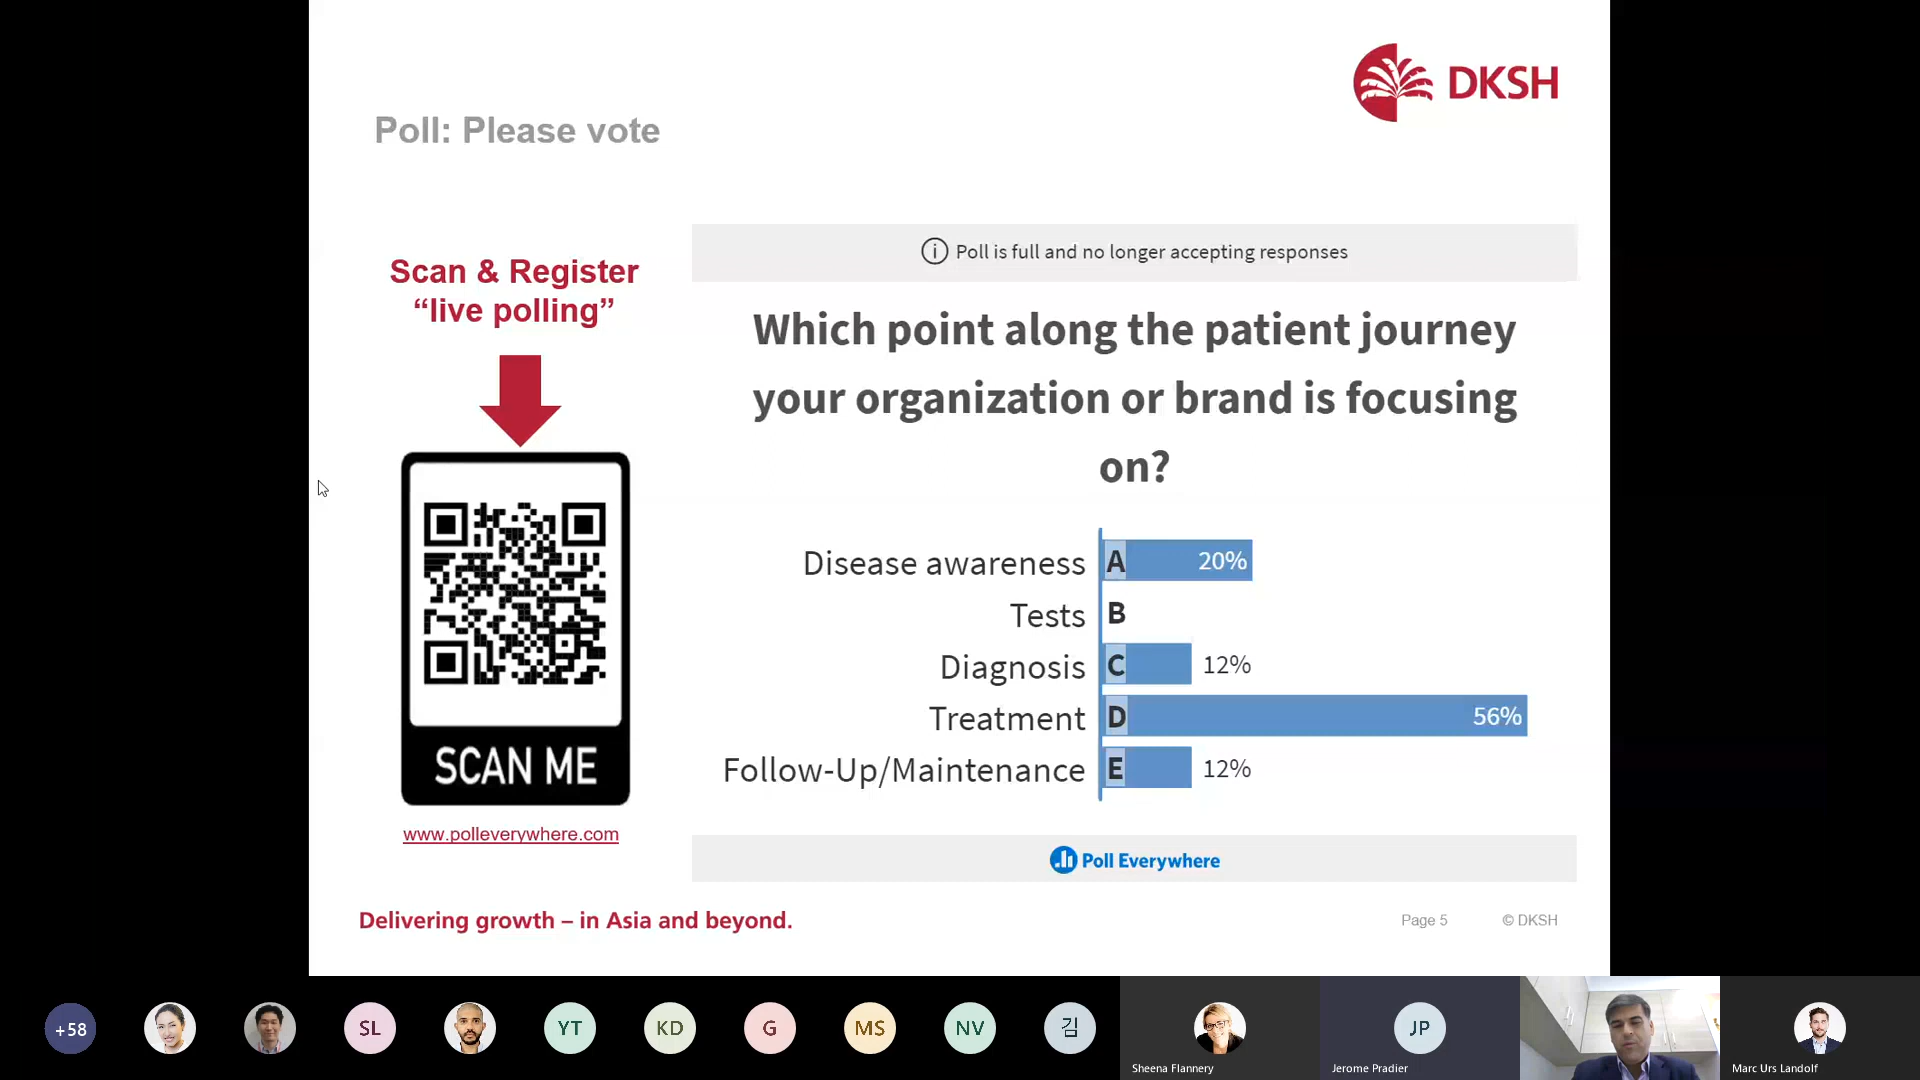 DKSH
Poll: Please vote
Scan & Register
“live polling”
SCAN ME
www.polleverywhere.com
Poll is full and no longer accepting responses
Which point along the patient journey
your organization or brand is focusing
on?
Disease awareness A 20%
Tests B
Diagnosis C 12%
Treatment D 56%
Follow-Up/Maintenance E 12%
Poll Everywhere
Delivering growth – in Asia and beyond.
Page 5
© DKSH
+58
SL
YT
KD
G
MS
NV
김
Sheena Flannery
JP
Jerome Pradier
Marc Urs Landolf